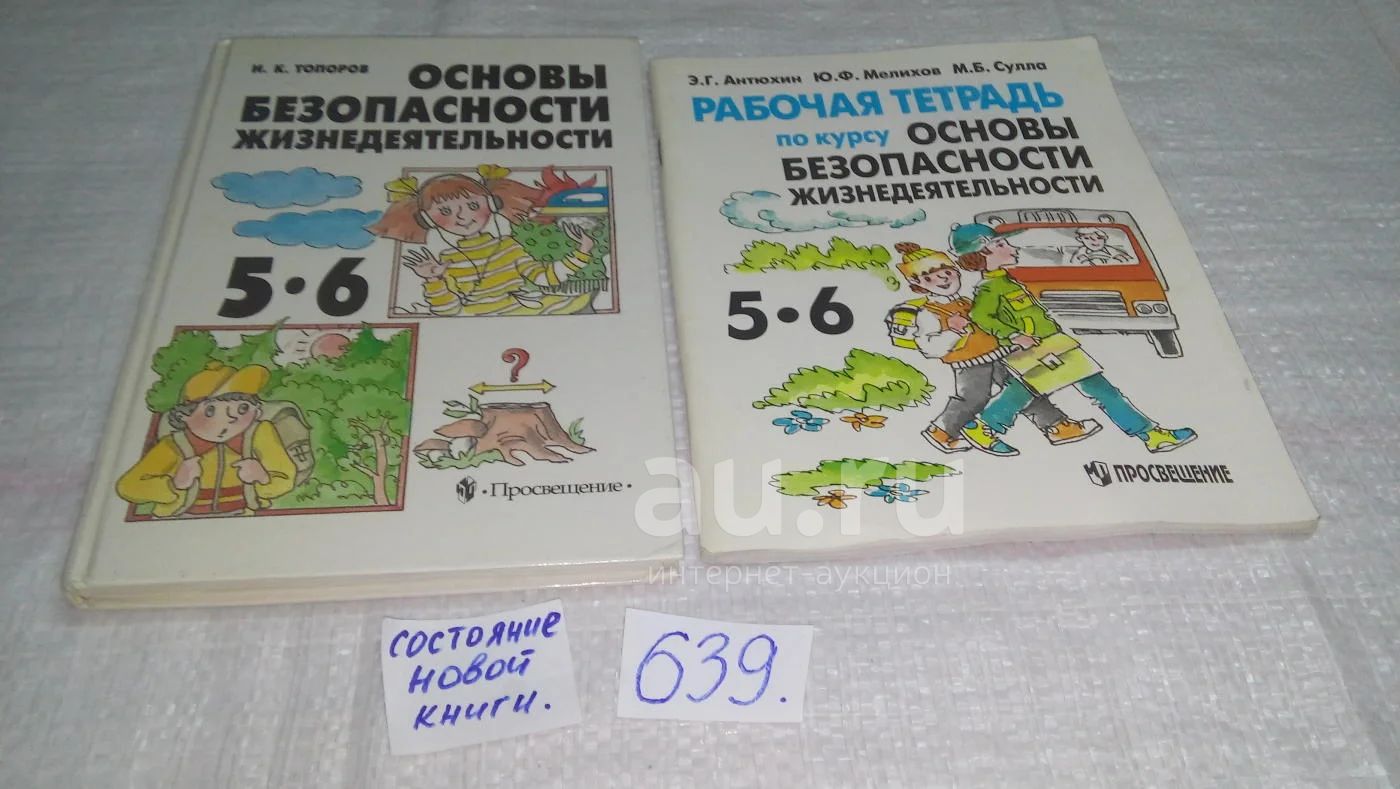 И. К. ТОПОРОВ
ОСНОВЫ
БЕЗОПАСНОСТИ
ЖИЗНЕДЕЯТЕЛЬНОСТИ
5·6
?
·Просвещение·
Э.Г. Антюхин Ю.Ф. Мелихов М.Б. Сулла
РАБОЧАЯ ТЕТРАДЬ
ПО КУРСУ ОСНОВЫ
БЕЗОПАСНОСТИ
ЖИЗНЕДЕЯТЕЛЬНОСТИ
5·6
ПРОСВЕЩЕНИЕ
au.ru
интернет-аукцион
состояние
новой
книги.
639.